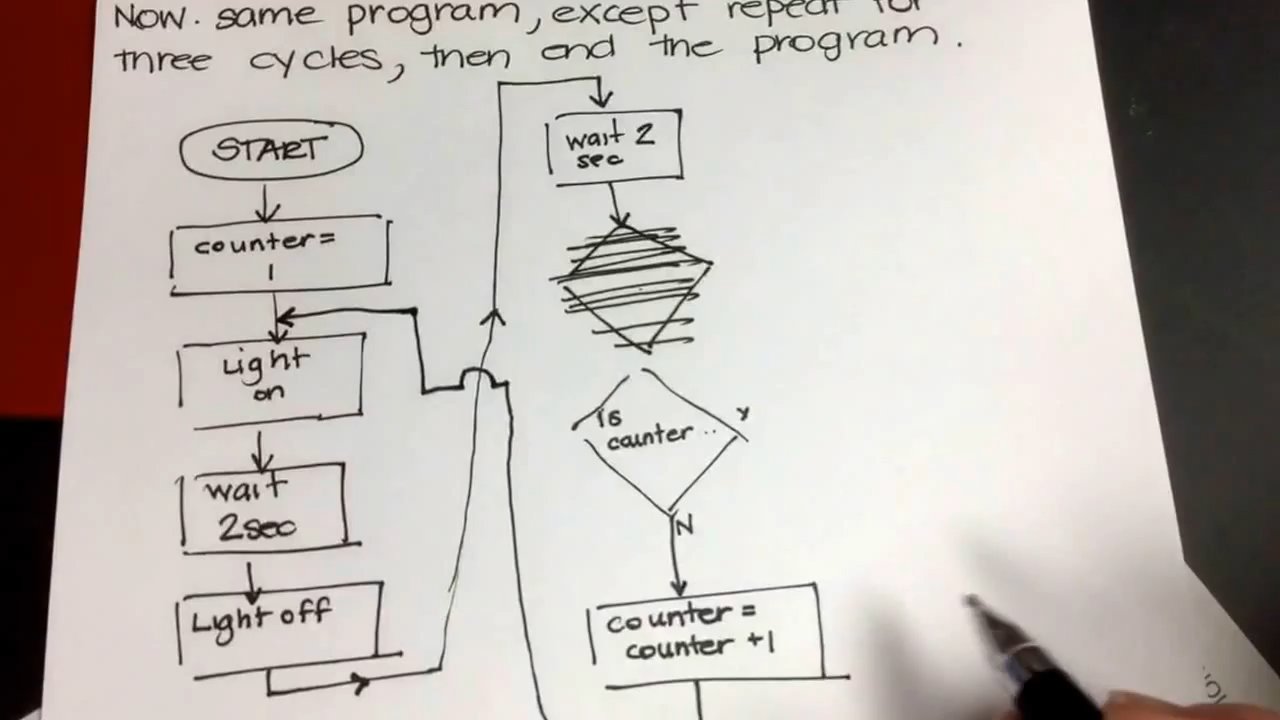 Now. same program, except repeat for
three cycles, then end the program.
START
counter=
1
Light
on
wait
2sec
Light off
wait 2
sec
is
counter..
Y
N
counter =
counter +1